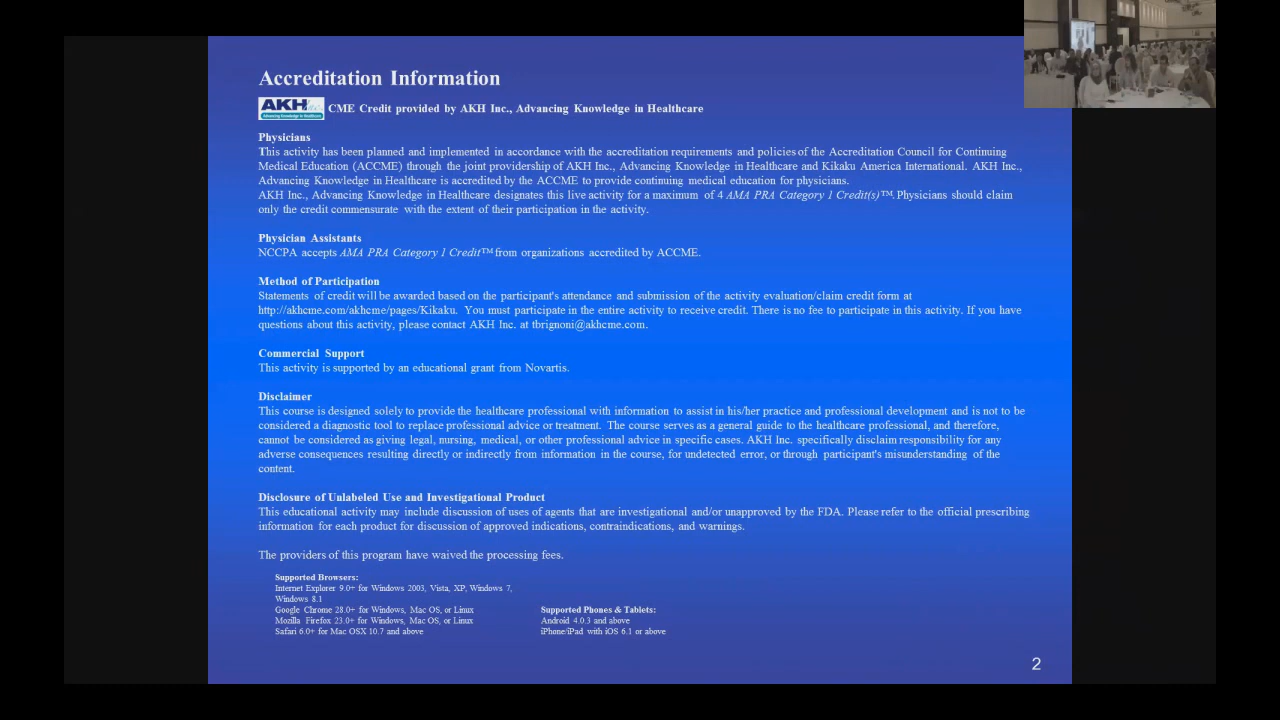 Accreditation Information
AKH inc.
Advancing Knowledge in Healthcare
CME Credit provided by AKH Inc., Advancing Knowledge in Healthcare
Physicians
This activity has been planned and implemented in accordance with the accreditation requirements and policies of the Accreditation Council for Continuing
Medical Education (ACCME) through the joint providership of AKH Inc., Advancing Knowledge in Healthcare and Kikaku America International. AKH Inc.,
Advancing Knowledge in Healthcare is accredited by the ACCME to provide continuing medical education for physicians.
AKH Inc., Advancing Knowledge in Healthcare designates this live activity for a maximum of 4 AMA PRA Category 1 Credit(s)™. Physicians should claim
only the credit commensurate with the extent of their participation in the activity.
Physician Assistants
NCCPA accepts AMA PRA Category 1 Credit™ from organizations accredited by ACCME.
Method of Participation
Statements of credit will be awarded based on the participant's attendance and submission of the activity evaluation/claim credit form at
http://akhcme.com/akhcme/pages/Kikaku. You must participate in the entire activity to receive credit. There is no fee to participate in this activity. If you have
questions about this activity, please contact AKH Inc. at tbrignoni@akhcme.com.
Commercial Support
This activity is supported by an educational grant from Novartis.
Disclaimer
This course is designed solely to provide the healthcare professional with information to assist in his/her practice and professional development and is not to be
considered a diagnostic tool to replace professional advice or treatment. The course serves as a general guide to the healthcare professional, and therefore,
cannot be considered as giving legal, nursing, medical, or other professional advice in specific cases. AKH Inc. specifically disclaim responsibility for any
adverse consequences resulting directly or indirectly from information in the course, for undetected error, or through participant's misunderstanding of the
content.
Disclosure of Unlabeled Use and Investigational Product
This educational activity may include discussion of uses of agents that are investigational and/or unapproved by the FDA. Please refer to the official prescribing
information for each product for discussion of approved indications, contraindications, and warnings.
The providers of this program have waived the processing fees.
Supported Browsers:
Internet Explorer 9.0+ for Windows 2003, Vista, XP, Windows 7,
Windows 8.1
Google Chrome 28.0+ for Windows, Mac OS, or Linux
Mozilla Firefox 23.0+ for Windows, Mac OS, or Linux
Safari 6.0+ for Mac OSX 10.7 and above
Supported Phones & Tablets:
Android 4.0.3 and above
iPhone/iPad with iOS 6.1 or above
2